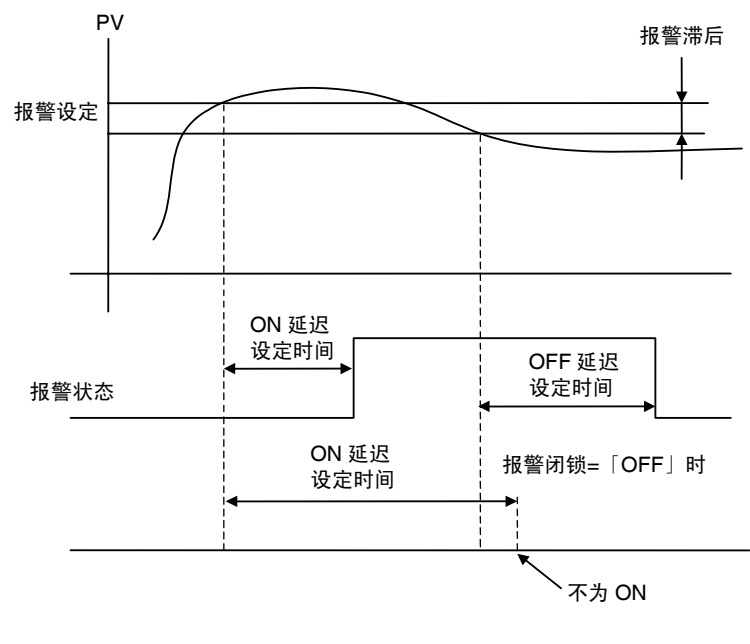 PV
报警滞后
报警设定
ON 延迟
设定时间
OFF 延迟
设定时间
报警状态
ON 延迟
设定时间
报警闭锁=「OFF」时
不为 ON